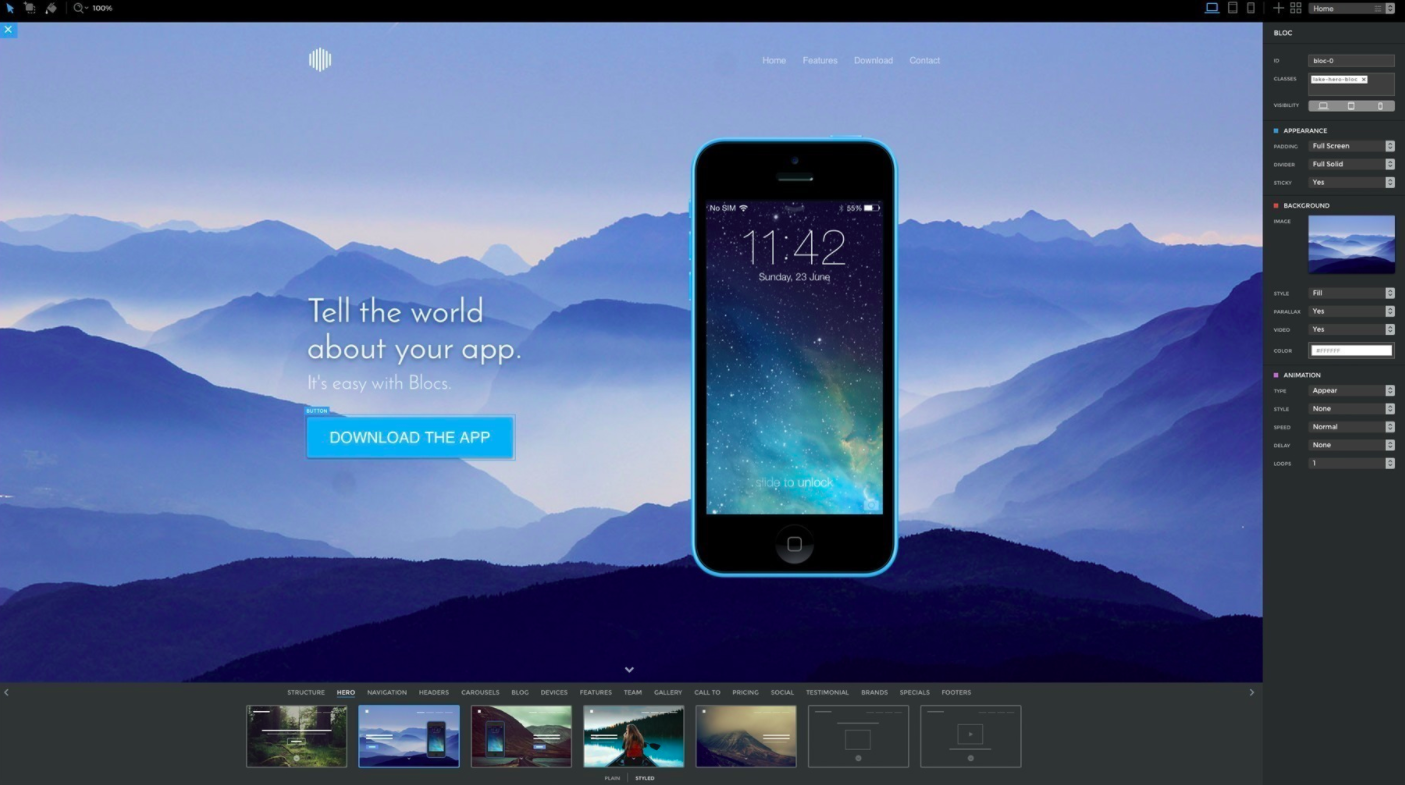 100%
Home
Home Features Download Contact
No SIM 55%
11:42
Sunday, 23 June
slide to unlock
Tell the world
about your app.
It's easy with Blocs.
BUTTON
DOWNLOAD THE APP
STRUCTURE HERO NAVIGATION HEADERS CAROUSELS BLOG DEVICES FEATURES TEAM GALLERY CALL TO PRICING SOCIAL TESTIMONIAL BRANDS SPECIALS FOOTERS
PLAIN STYLED
BLOC
ID bloc-0
CLASSES lake-hero-bloc
VISIBILITY
APPEARANCE
PADDING Full Screen
DIVIDER Full Solid
STICKY Yes
BACKGROUND
IMAGE
STYLE Fill
PARALLAX Yes
VIDEO Yes
COLOR #FFFFFF
ANIMATION
TYPE Appear
STYLE None
SPEED Normal
DELAY None
LOOPS 1